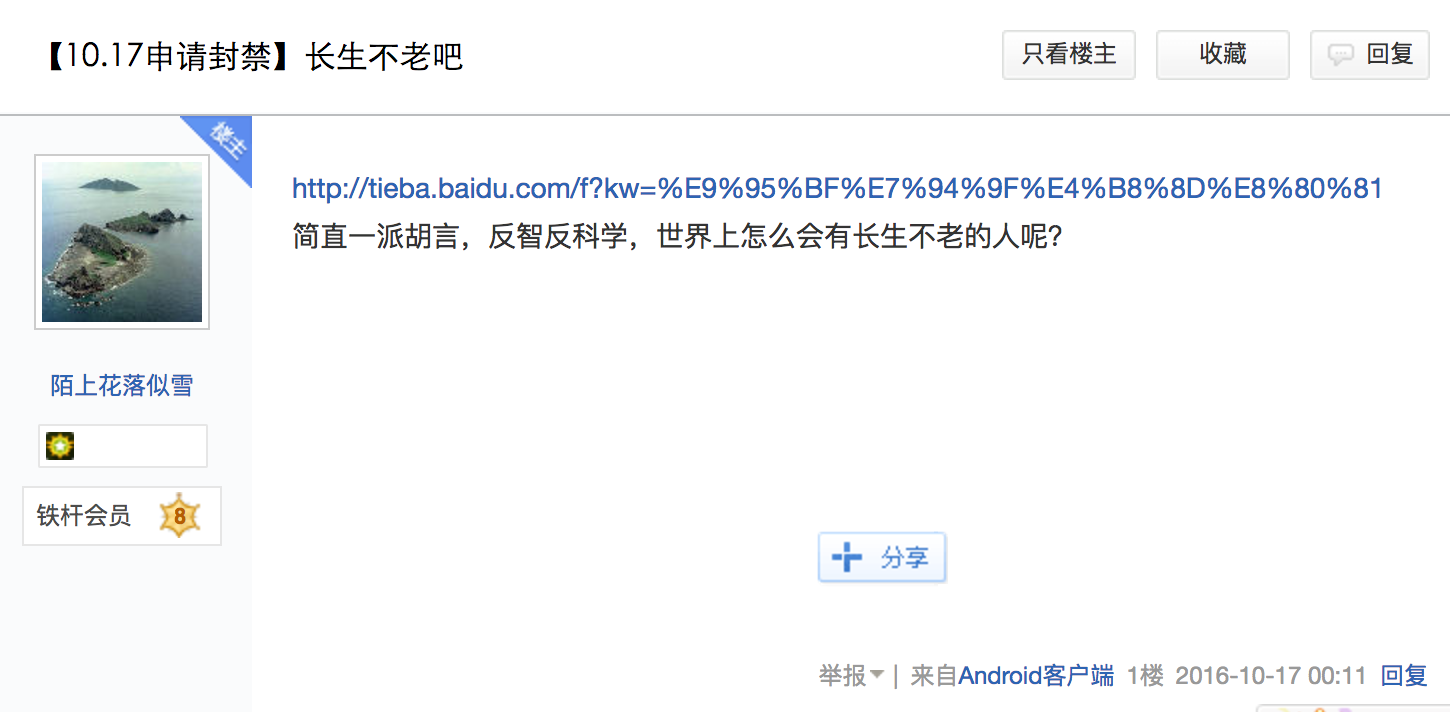 【10.17申请封禁】长生不老吧
只看楼主
收藏
回复
楼主
http://tieba.baidu.com/f?kw=%E9%95%BF%E7%94%9F%E4%B8%8D%E8%80%81
简直一派胡言，反智反科学，世界上怎么会有长生不老的人呢?
陌上花落似雪
铁杆会员 8
分享
举报 | 来自Android客户端 1楼 2016-10-17 00:11 回复